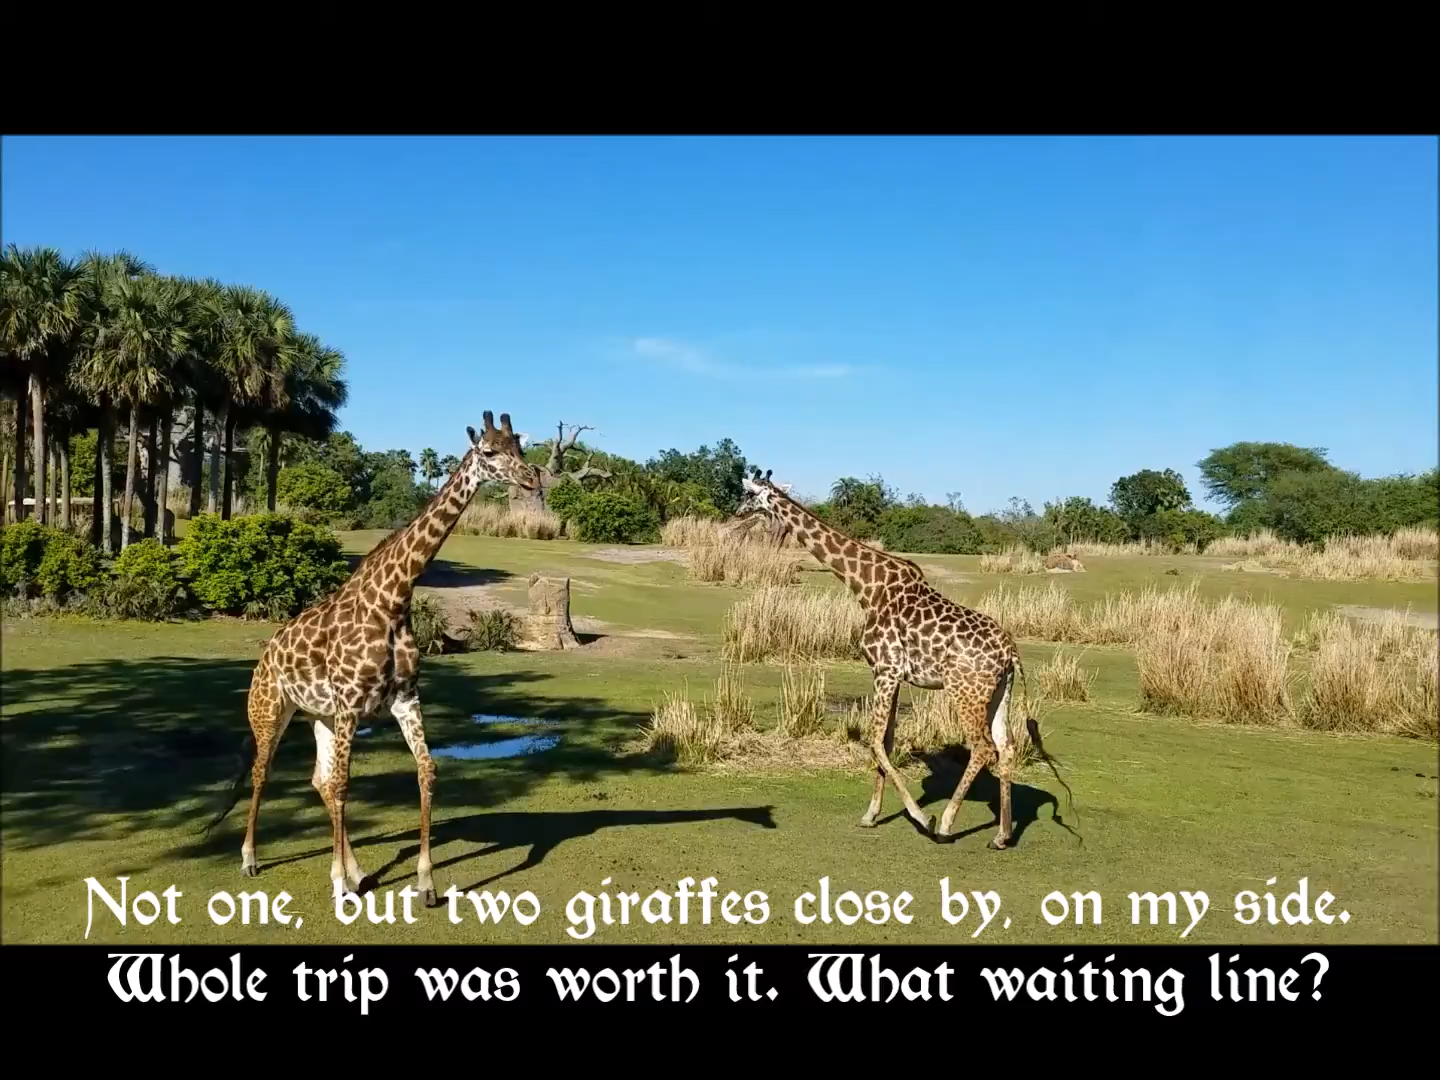 Not one, but two giraffes close by, on my side.
Whole trip was worth it. What waiting line?